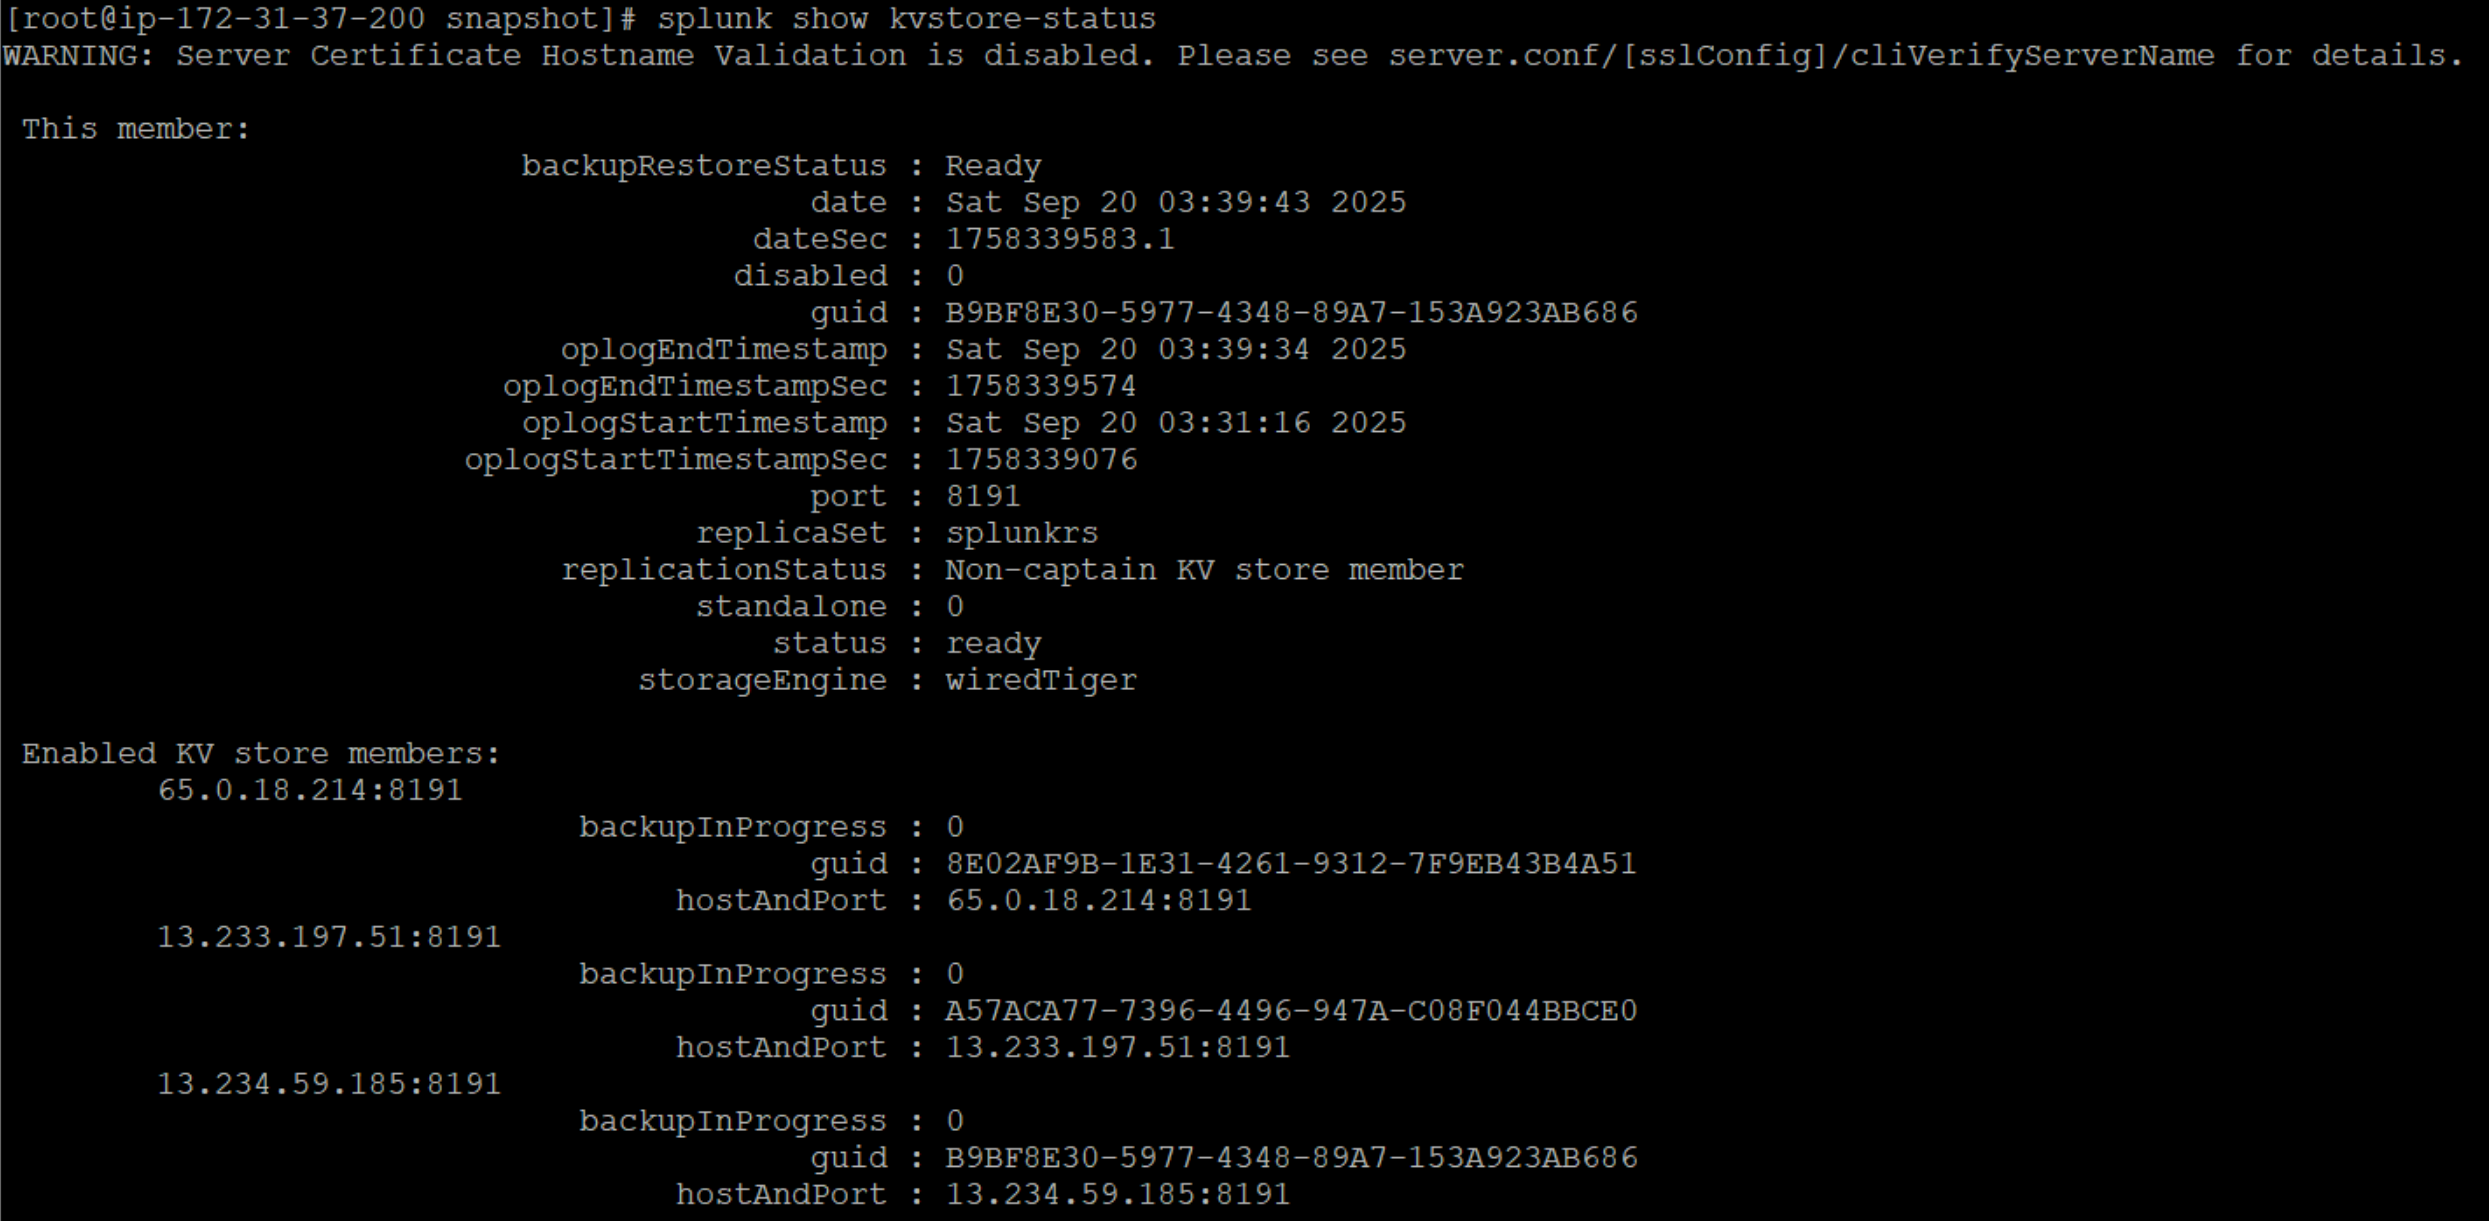 [root@ip-172-31-37-200 snapshot]# splunk show kvstore-status
WARNING: Server Certificate Hostname Validation is disabled. Please see server.conf/[sslConfig]/cliVerifyServerName for details.
This member:
backupRestoreStatus : Ready
date : Sat Sep 20 03:39:43 2025
dateSec : 1758339583.1
disabled : 0
guid : B9BF8E30-5977-4348-89A7-153A923AB686
oplogEndTimestamp : Sat Sep 20 03:39:34 2025
oplogEndTimestampSec : 1758339574
oplogStartTimestamp : Sat Sep 20 03:31:16 2025
oplogStartTimestampSec : 1758339076
port : 8191
replicaSet : splunkrs
replicationStatus : Non-captain KV store member
standalone : 0
status : ready
storageEngine : wiredTiger
Enabled KV store members:
65.0.18.214:8191
backupInProgress : 0
guid : 8E02AF9B-1E31-4261-9312-7F9EB43B4A51
hostAndPort : 65.0.18.214:8191
13.233.197.51:8191
backupInProgress : 0
guid : A57ACA77-7396-4496-947A-C08F044BBCE0
hostAndPort : 13.233.197.51:8191
13.234.59.185:8191
backupInProgress : 0
guid : B9BF8E30-5977-4348-89A7-153A923AB686
hostAndPort : 13.234.59.185:8191